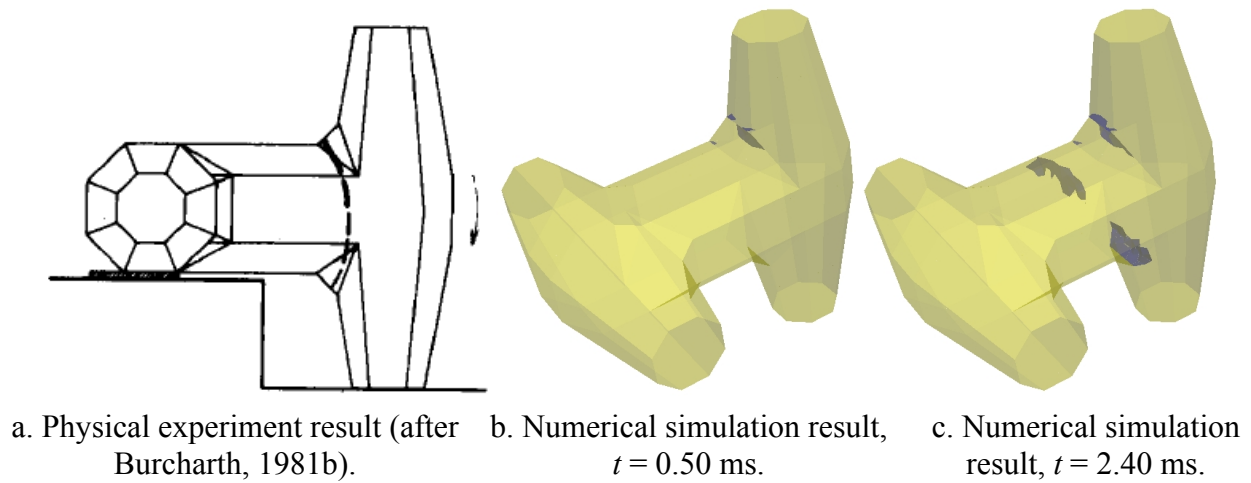 a. Physical experiment result (after
Burcharth, 1981b).
b. Numerical simulation result,
t = 0.50 ms.
c. Numerical simulation
result, t = 2.40 ms.